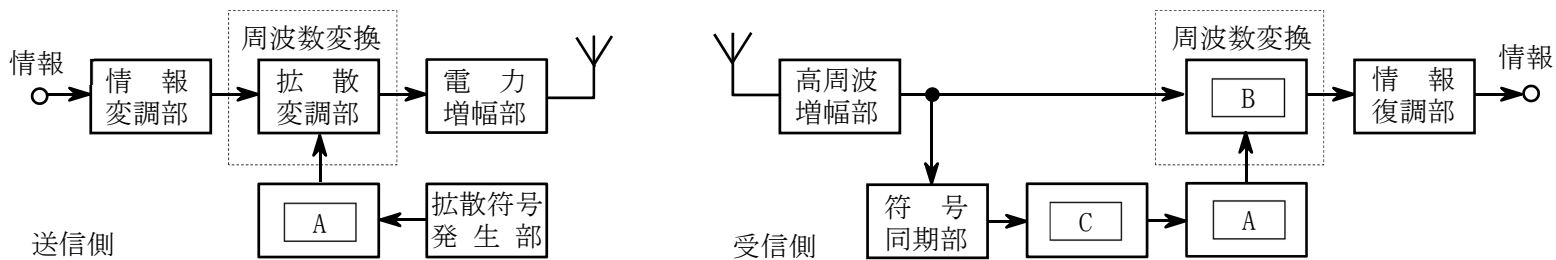 周波数変換
情報
情 報
変調部
拡 散
変調部
電 力
増幅部
A
拡散符号
発 生 部
送信側
高周波
増幅部
周波数変換
B
情 報
復調部
情報
符 号
同期部
C
A
受信側